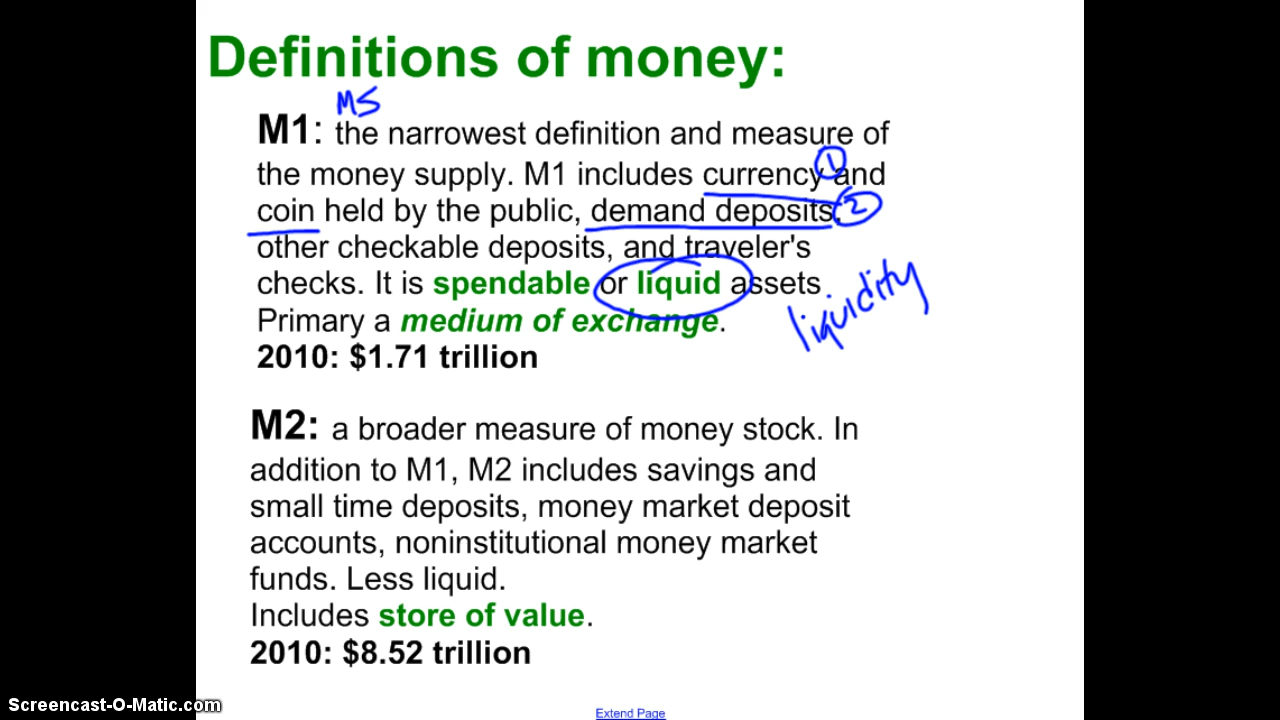 Definitions of money:
MS
M1: the narrowest definition and measure of
the money supply. M1 includes currency and
1
coin held by the public, demand deposits,
2
other checkable deposits, and traveler's
checks. It is spendable or liquid assets
liquidity
Primary a medium of exchange.
2010: $1.71 trillion
M2: a broader measure of money stock. In
addition to M1, M2 includes savings and
small time deposits, money market deposit
accounts, noninstitutional money market
funds. Less liquid.
Includes store of value.
2010: $8.52 trillion
Screencast-O-Matic.com
Extend Page